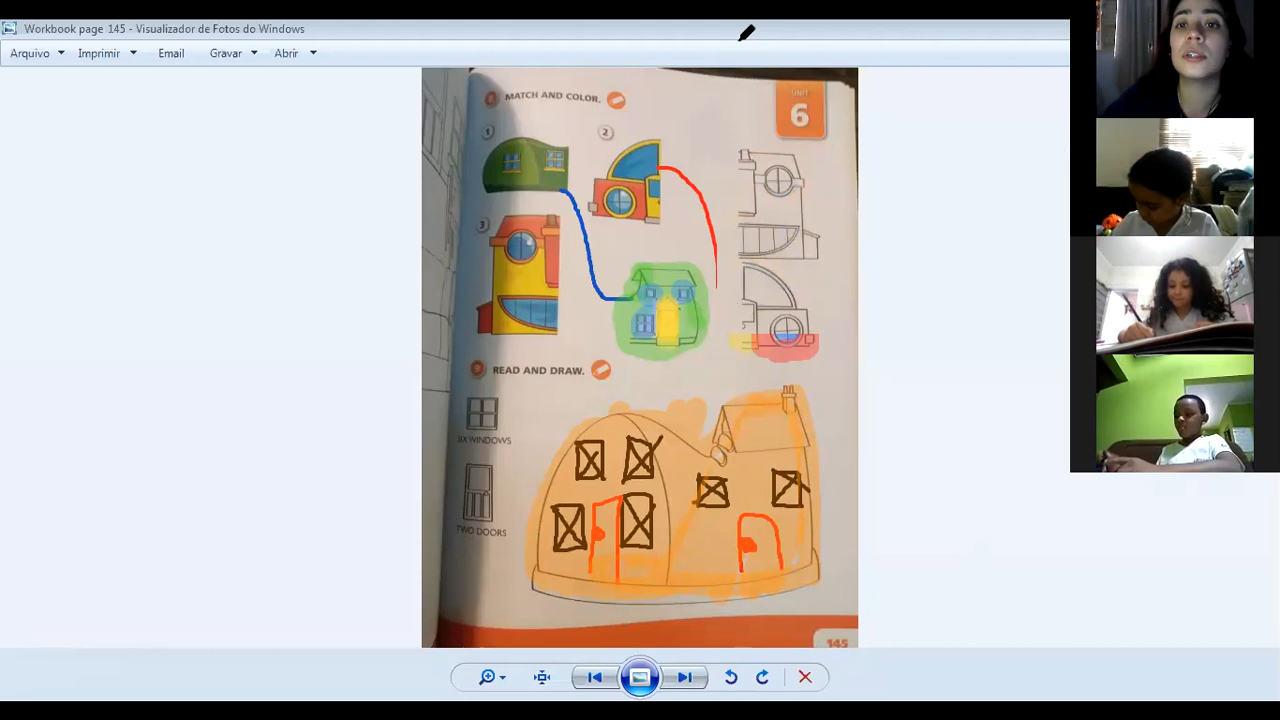 Workbook page 145 - Visualizador de Fotos do Windows
Arquivo Imprimir Email Gravar Abrir
MATCH AND COLOR.
UNIT
6
1
2
3
READ AND DRAW.
SIX WINDOWS
TWO DOORS
145